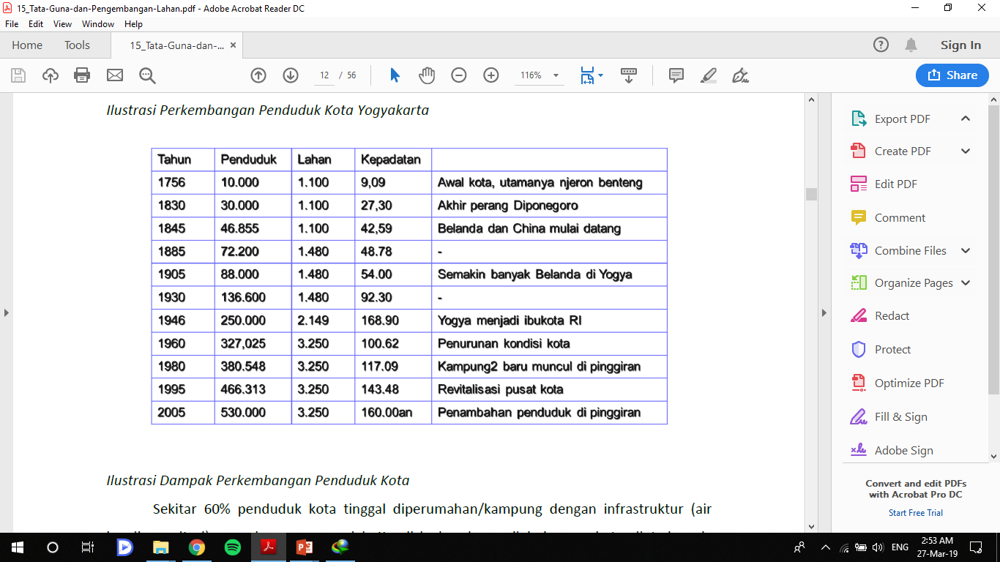 15_Tata-Guna-dan-Pengembangan-Lahan.pdf - Adobe Acrobat Reader DC
File Edit View Window Help
Home Tools 15_Tata-Guna-dan-... × Sign In
12 / 56 116% Share
Ilustrasi Perkembangan Penduduk Kota Yogyakarta
Tahun Penduduk Lahan Kepadatan
1756 10.000 1.100 9,09 Awal kota, utamanya njeron benteng
1830 30.000 1.100 27,30 Akhir perang Diponegoro
1845 46.855 1.100 42,59 Belanda dan China mulai datang
1885 72.200 1.480 48.78 -
1905 88.000 1.480 54.00 Semakin banyak Belanda di Yogya
1930 136.600 1.480 92.30 -
1946 250.000 2.149 168.90 Yogya menjadi ibukota RI
1960 327,025 3.250 100.62 Penurunan kondisi kota
1980 380.548 3.250 117.09 Kampung2 baru muncul di pinggiran
1995 466.313 3.250 143.48 Revitalisasi pusat kota
2005 530.000 3.250 160.00an Penambahan penduduk di pinggiran
Ilustrasi Dampak Perkembangan Penduduk Kota
Sekitar 60% penduduk kota tinggal diperumahan/kampung dengan infrastruktur (air
Export PDF
Create PDF
Edit PDF
Comment
Combine Files
Organize Pages
Redact
Protect
Optimize PDF
Fill & Sign
Adobe Sign
Convert and edit PDFs
with Acrobat Pro DC
Start Free Trial
ENG
2:53 AM
27-Mar-19